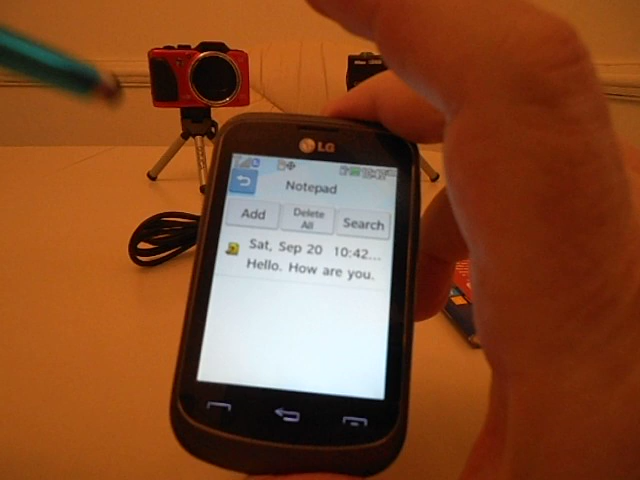 LG
Notepad
Add
Delete
All
Search
Sat, Sep 20 10:42...
Hello. How are you.